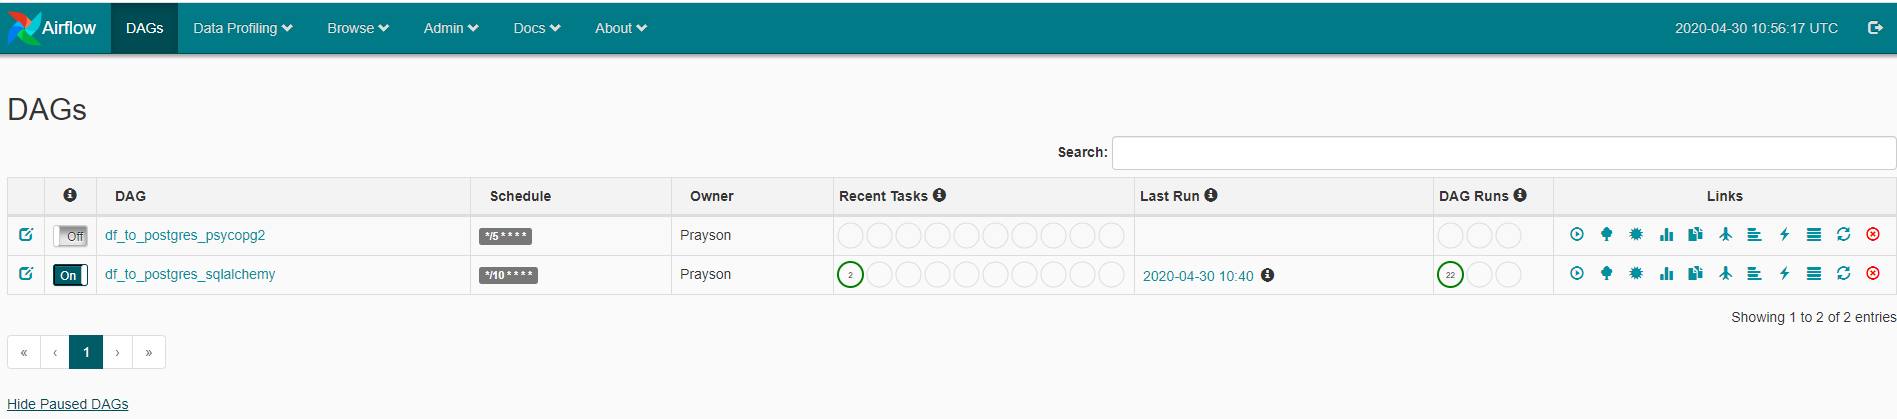 Airflow DAGs Data Profiling Browse Admin Docs About 2020-04-30 10:56:17 UTC
DAGs
Search:
DAG Schedule Owner Recent Tasks Last Run DAG Runs Links
Off df_to_postgres_psycopg2 */5 * * * * Prayson
On df_to_postgres_sqlalchemy */10 * * * * Prayson 2 2020-04-30 10:40 22
Showing 1 to 2 of 2 entries
« ‹ 1 › »
Hide Paused DAGs